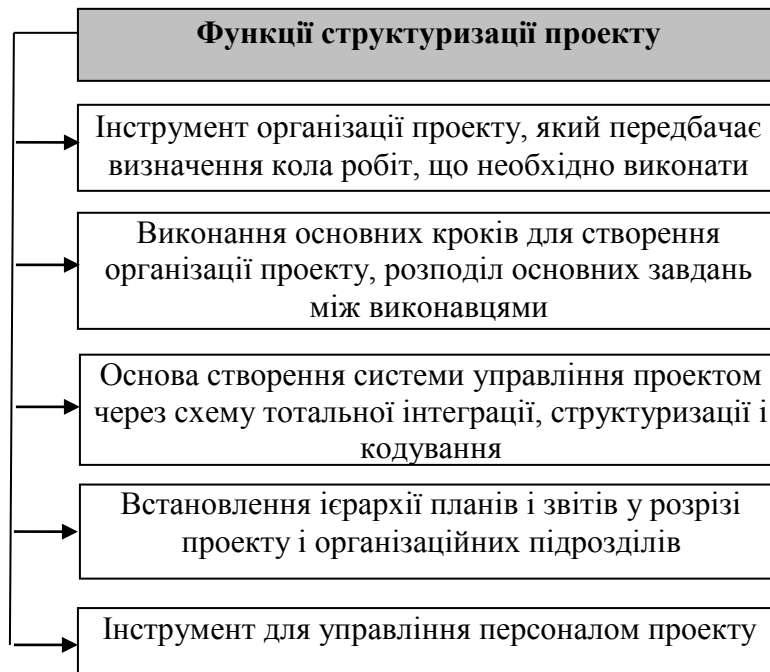 Функції структуризації проекту
Інструмент організації проекту, який передбачає
визначення кола робіт, що необхідно виконати
Виконання основних кроків для створення
організації проекту, розподіл основних завдань
між виконавцями
Основа створення системи управління проектом
через схему тотальної інтеграції, структуризації і
кодування
Встановлення ієрархії планів і звітів у розрізі
проекту і організаційних підрозділів
Інструмент для управління персоналом проекту